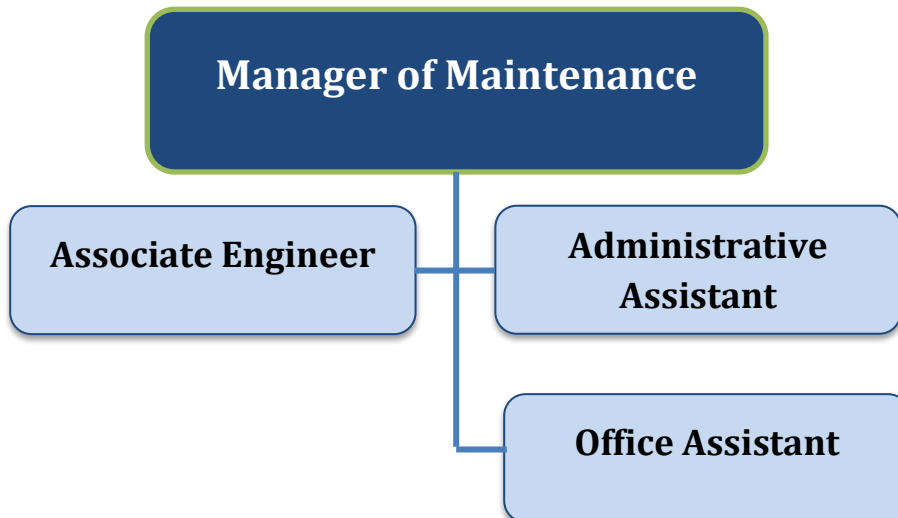 Manager of Maintenance
Associate Engineer
Administrative
Assistant
Office Assistant